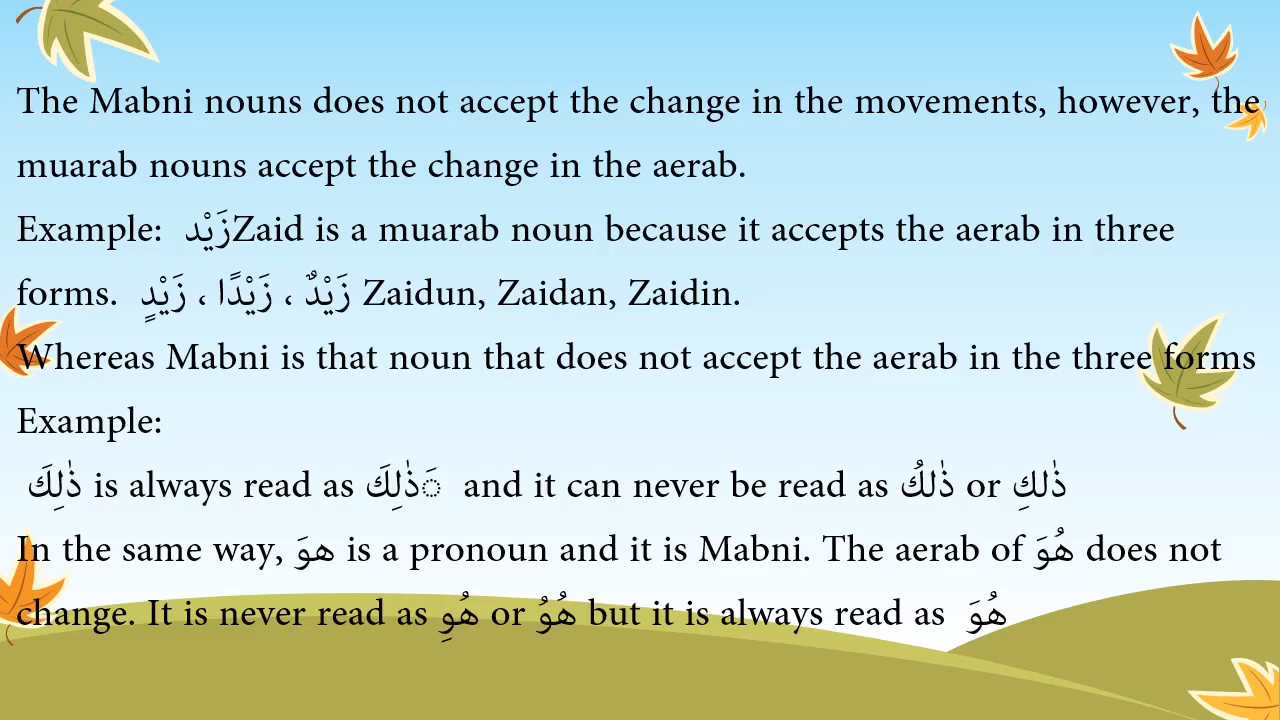 The Mabni nouns does not accept the change in the movements, however, the
muarab nouns accept the change in the aerab.
Example: زَيْد Zaid is a muarab noun because it accepts the aerab in three
forms. زَيْدٌ ، زَيْدًا ، زَيْدٍ Zaidun, Zaidan, Zaidin.
Whereas Mabni is that noun that does not accept the aerab in the three forms
Example:
ذٰلِكَ is always read as ◌َذٰلِكَ and it can never be read as ذٰلكُ or ذٰلكِ
In the same way, هوَ is a pronoun and it is Mabni. The aerab of هُوَ does not
change. It is never read as هُوِ or هُوُ but it is always read as هُوَ